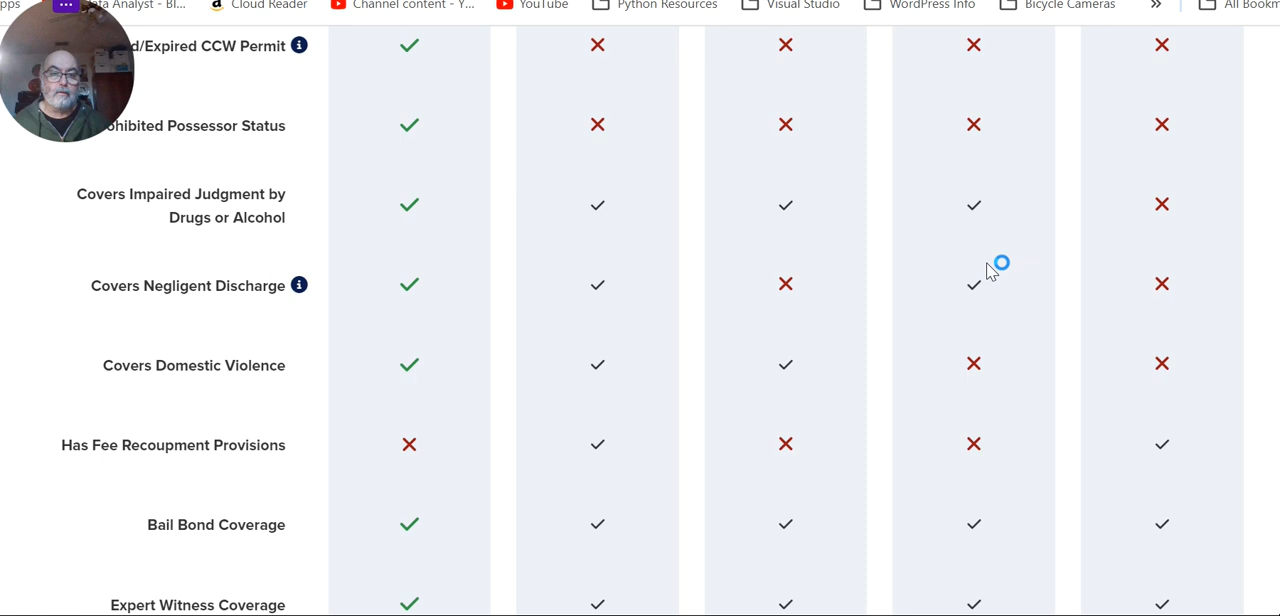 pps
ata Analyst - Bl...
Cloud Reader
Channel content - Y...
YouTube
Python Resources
Visual Studio
WordPress Info
Bicycle Cameras
»
All Bookm
d/Expired CCW Permit
ohibited Possessor Status
Covers Impaired Judgment by
Drugs or Alcohol
Covers Negligent Discharge
Covers Domestic Violence
Has Fee Recoupment Provisions
Bail Bond Coverage
Expert Witness Coverage